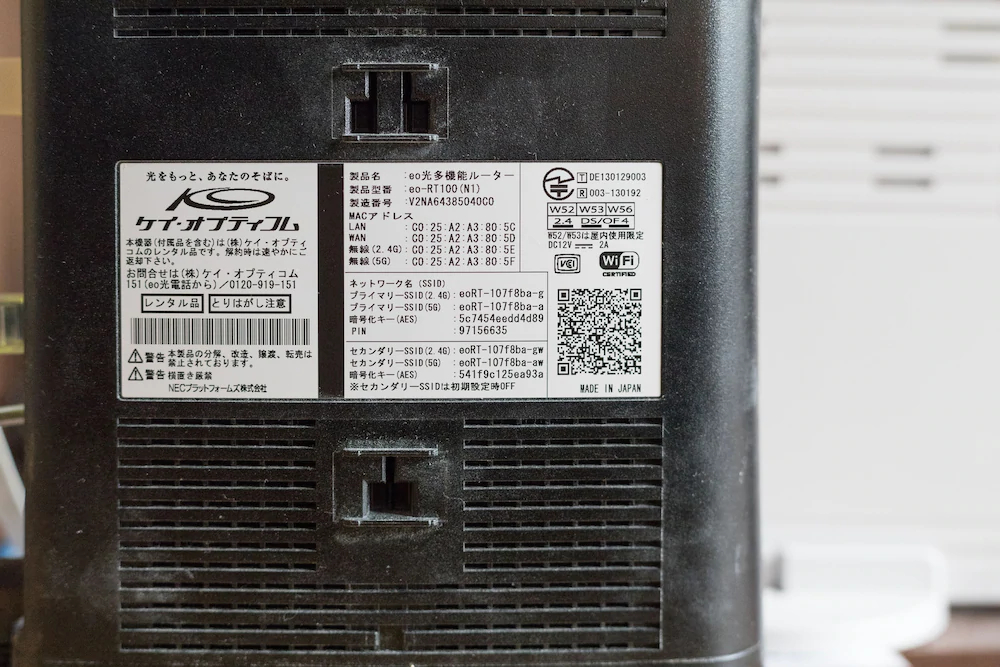 光をもっと、あなたのそばに。
ケイ・オプティコム
本機器(付属品を含む)は(株)ケイ・オプティ
コムのレンタル品です。解約時は速やかにご
返却下さい。
お問合せは(株)ケイ・オプティコム
151(eo光電話から)/0120-919-151
レンタル品 とりはがし注意
警告 本製品の分解、改造、譲渡、転売は
禁止されております。
警告 横置き厳禁
NECプラットフォームズ株式会社
製品名 :eo光多機能ルーター
製品型番 :eo-RT100(N1)
製造番号 :V2NA64385040C0
MACアドレス
LAN : C0:25:A2:A3:80:5C
WAN : C0:25:A2:A3:80:5D
無線(2.4G) : C0:25:A2:A3:80:5E
無線(5G) : C0:25:A2:A3:80:5F
ネットワーク名(SSID)
プライマリーSSID(2.4G) : eoRT-107f8ba-g
プライマリーSSID(5G) : eoRT-107f8ba-a
暗号化キー(AES) : 5c7454eedd4d89
PIN : 97156635
セカンダリーSSID(2.4G) : eoRT-107f8ba-gw
セカンダリーSSID(5G) : eoRT-107f8ba-aw
暗号化キー(AES) : 541f9c125ea93a
※セカンダリーSSIDは初期設定時OFF
T DE130129003
R 003-130192
W52 W53 W56
2.4 DS/OF4
W52/W53は屋内使用限定
DC12V 2A
VCI
Wi Fi
CERTIFIED
MADE IN JAPAN